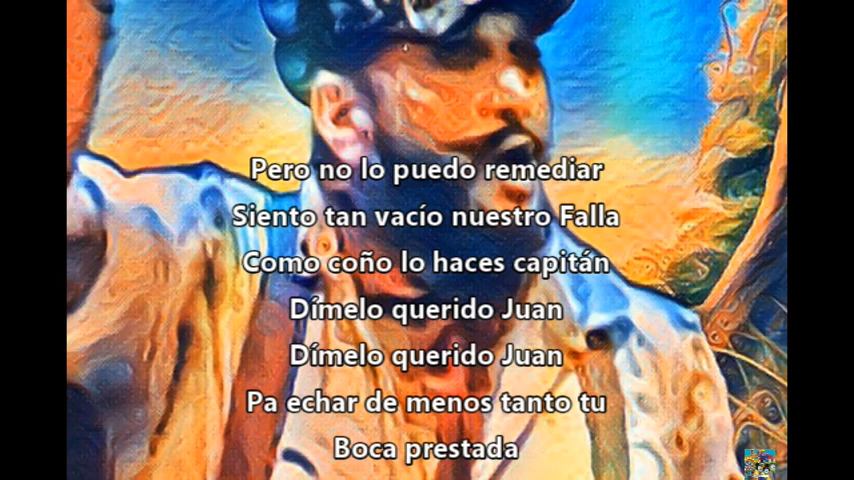 Pero no lo puedo remediar
Siento tan vacío nuestro Falla
Como coño lo haces capitán
Dímelo querido Juan
Dímelo querido Juan
Pa echar de menos tanto tu
Boca prestada